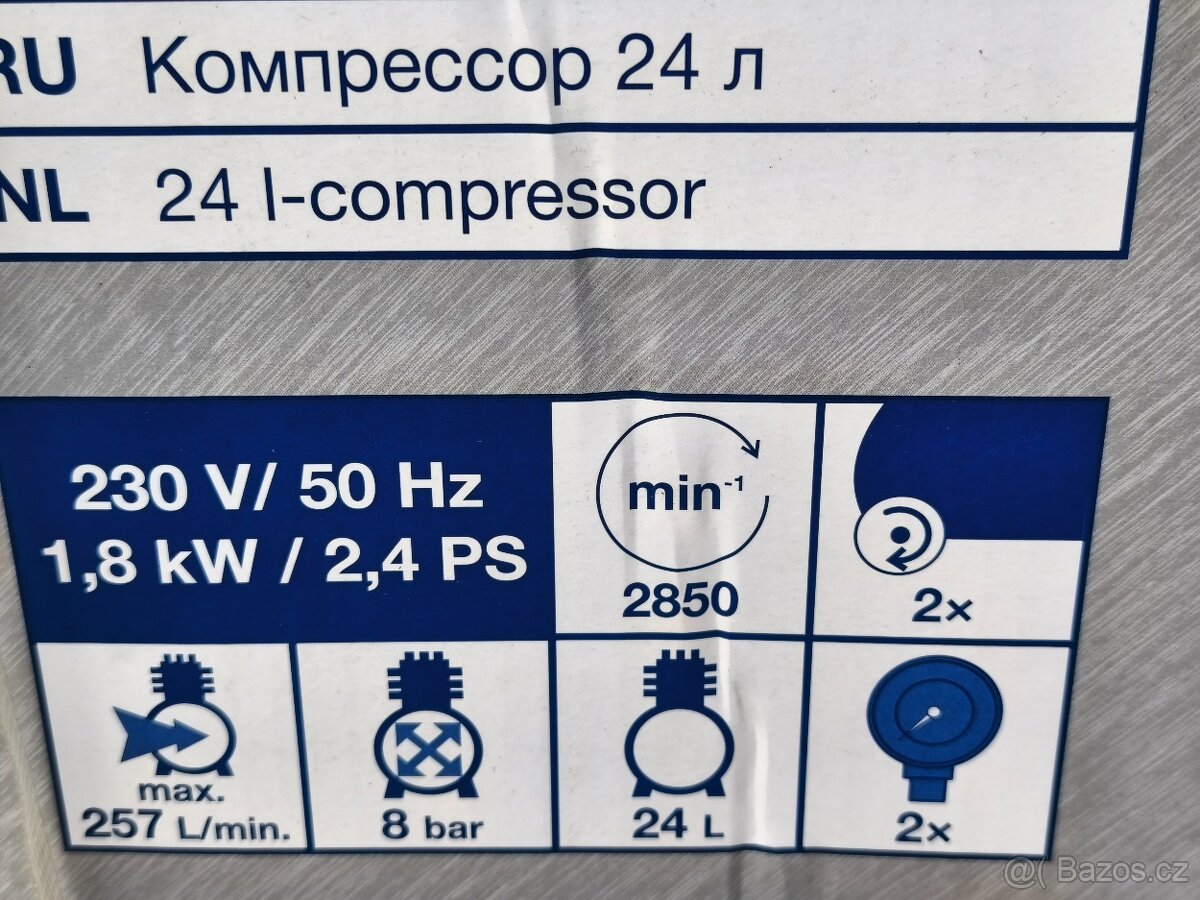 RU Компрессор 24 л
NL 24 l-compressor
230 V/ 50 Hz
1,8 kW / 2,4 PS
min⁻¹
2850
2x
max.
257 L/min.
8 bar
24 L
2x
@( Bazos.cz